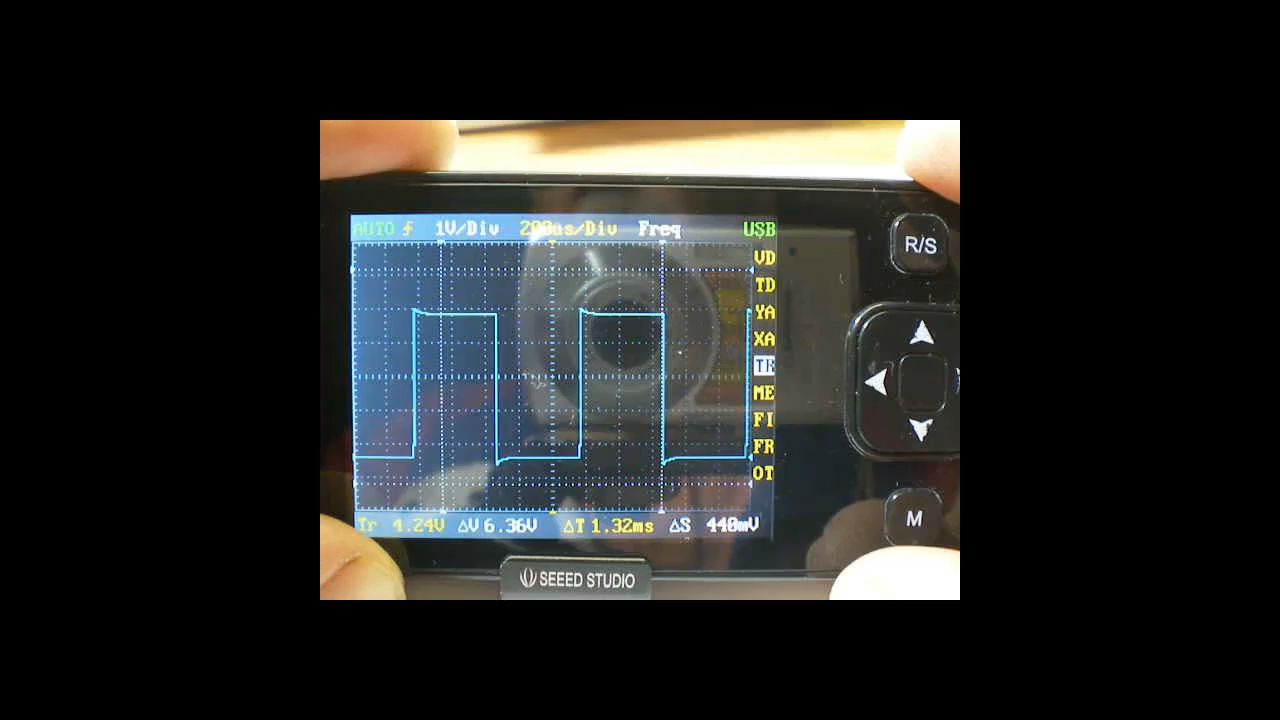 AUTO 1V/Div 200us/Div Freq USB
VD
TD
YA
XA
TR
ME
FI
FR
OT
Tr 4.24V ΔV 6.36V ΔT 1.32ms ΔS 440mV
R/S
M
SEEED STUDIO